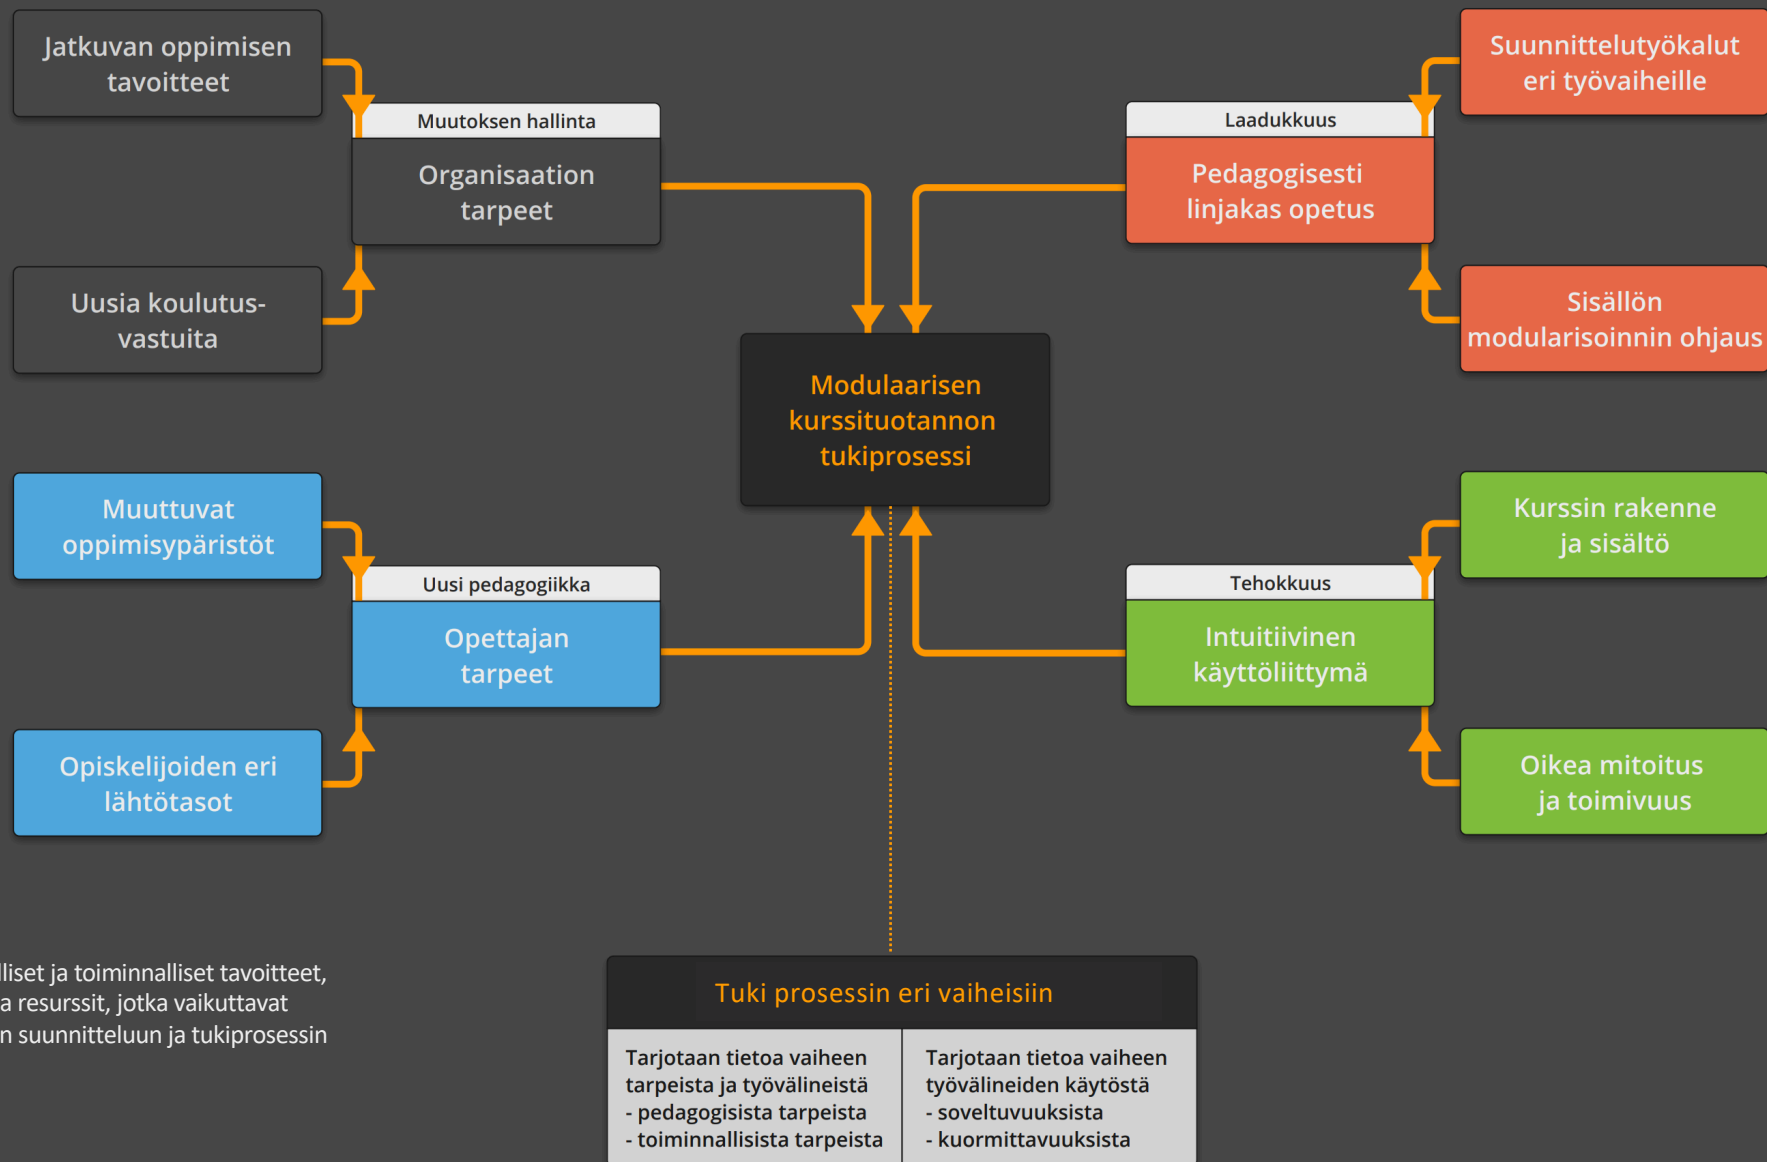 Jatkuvan oppimisen
tavoitteet
Muutoksen hallinta
Organisaation
tarpeet
Uusia koulutus-
vastuita
Suunnittelutyökalut
eri työvaiheille
Laadukkuus
Pedagogisesti
linjakas opetus
Sisällön
modularisoinnin ohjaus
Modulaarisen
kurssituotannon
tukiprosessi
Muuttuvat
oppimisypäristöt
Uusi pedagogiikka
Opettajan
tarpeet
Opiskelijoiden eri
lähtötasot
Kurssin rakenne
ja sisältö
Tehokkuus
Intuitiivinen
käyttöliittymä
Oikea mitoitus
ja toimivuus
ja toiminnalliset tavoitteet,
resurssit, jotka vaikuttavat
suunnitteluun ja tukiprosessin
Tuki prosessin eri vaiheisiin
Tarjotaan tietoa vaiheen
tarpeista ja työvälineistä
- pedagogisista tarpeista
- toiminnallisista tarpeista
Tarjotaan tietoa vaiheen
työvälineiden käytöstä
- soveltuvuuksista
- kuormittavuuksista